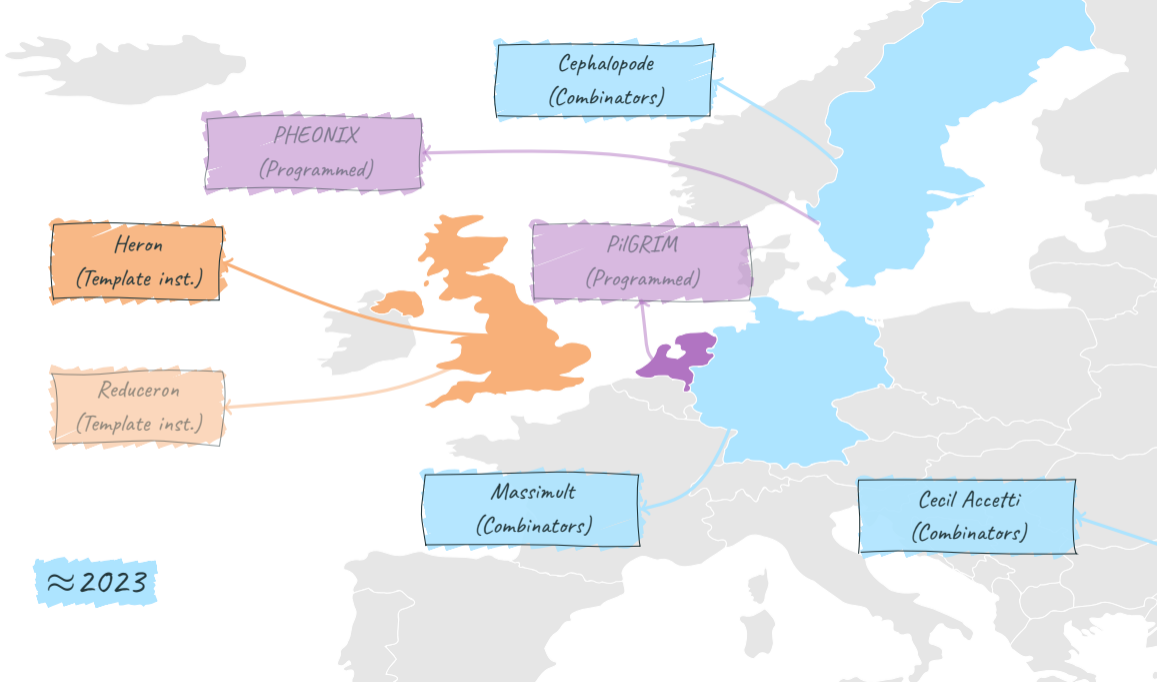 Cephalopode
(Combinators)
PHEONIX
(Programmed)
Heron
(Template inst.)
PilGRIM
(Programmed)
Reduceron
(Template inst.)
Massimult
(Combinators)
Cecil Accetti
(Combinators)
≈2023